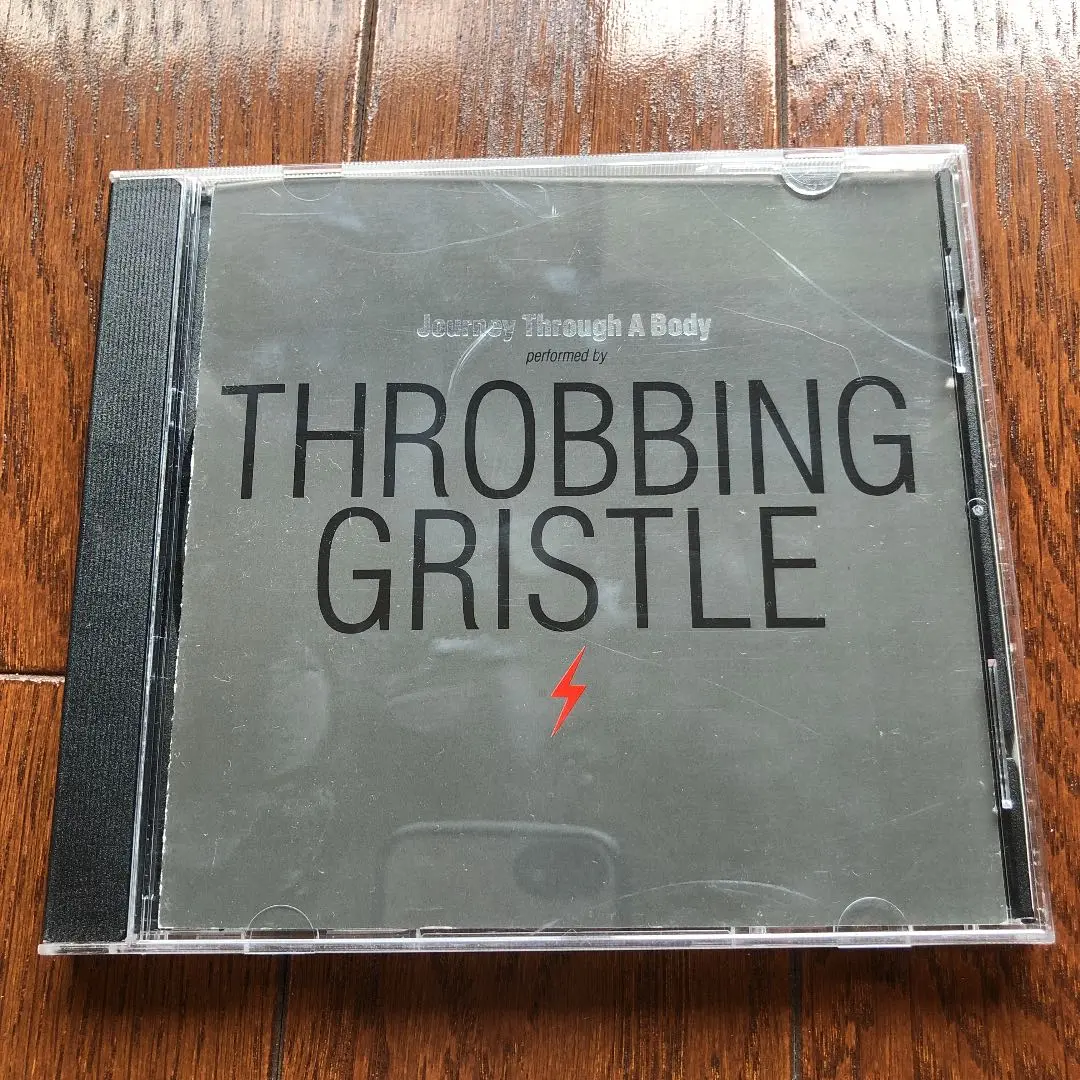 Journey Through A Body
performed by
THROBBING
GRISTLE